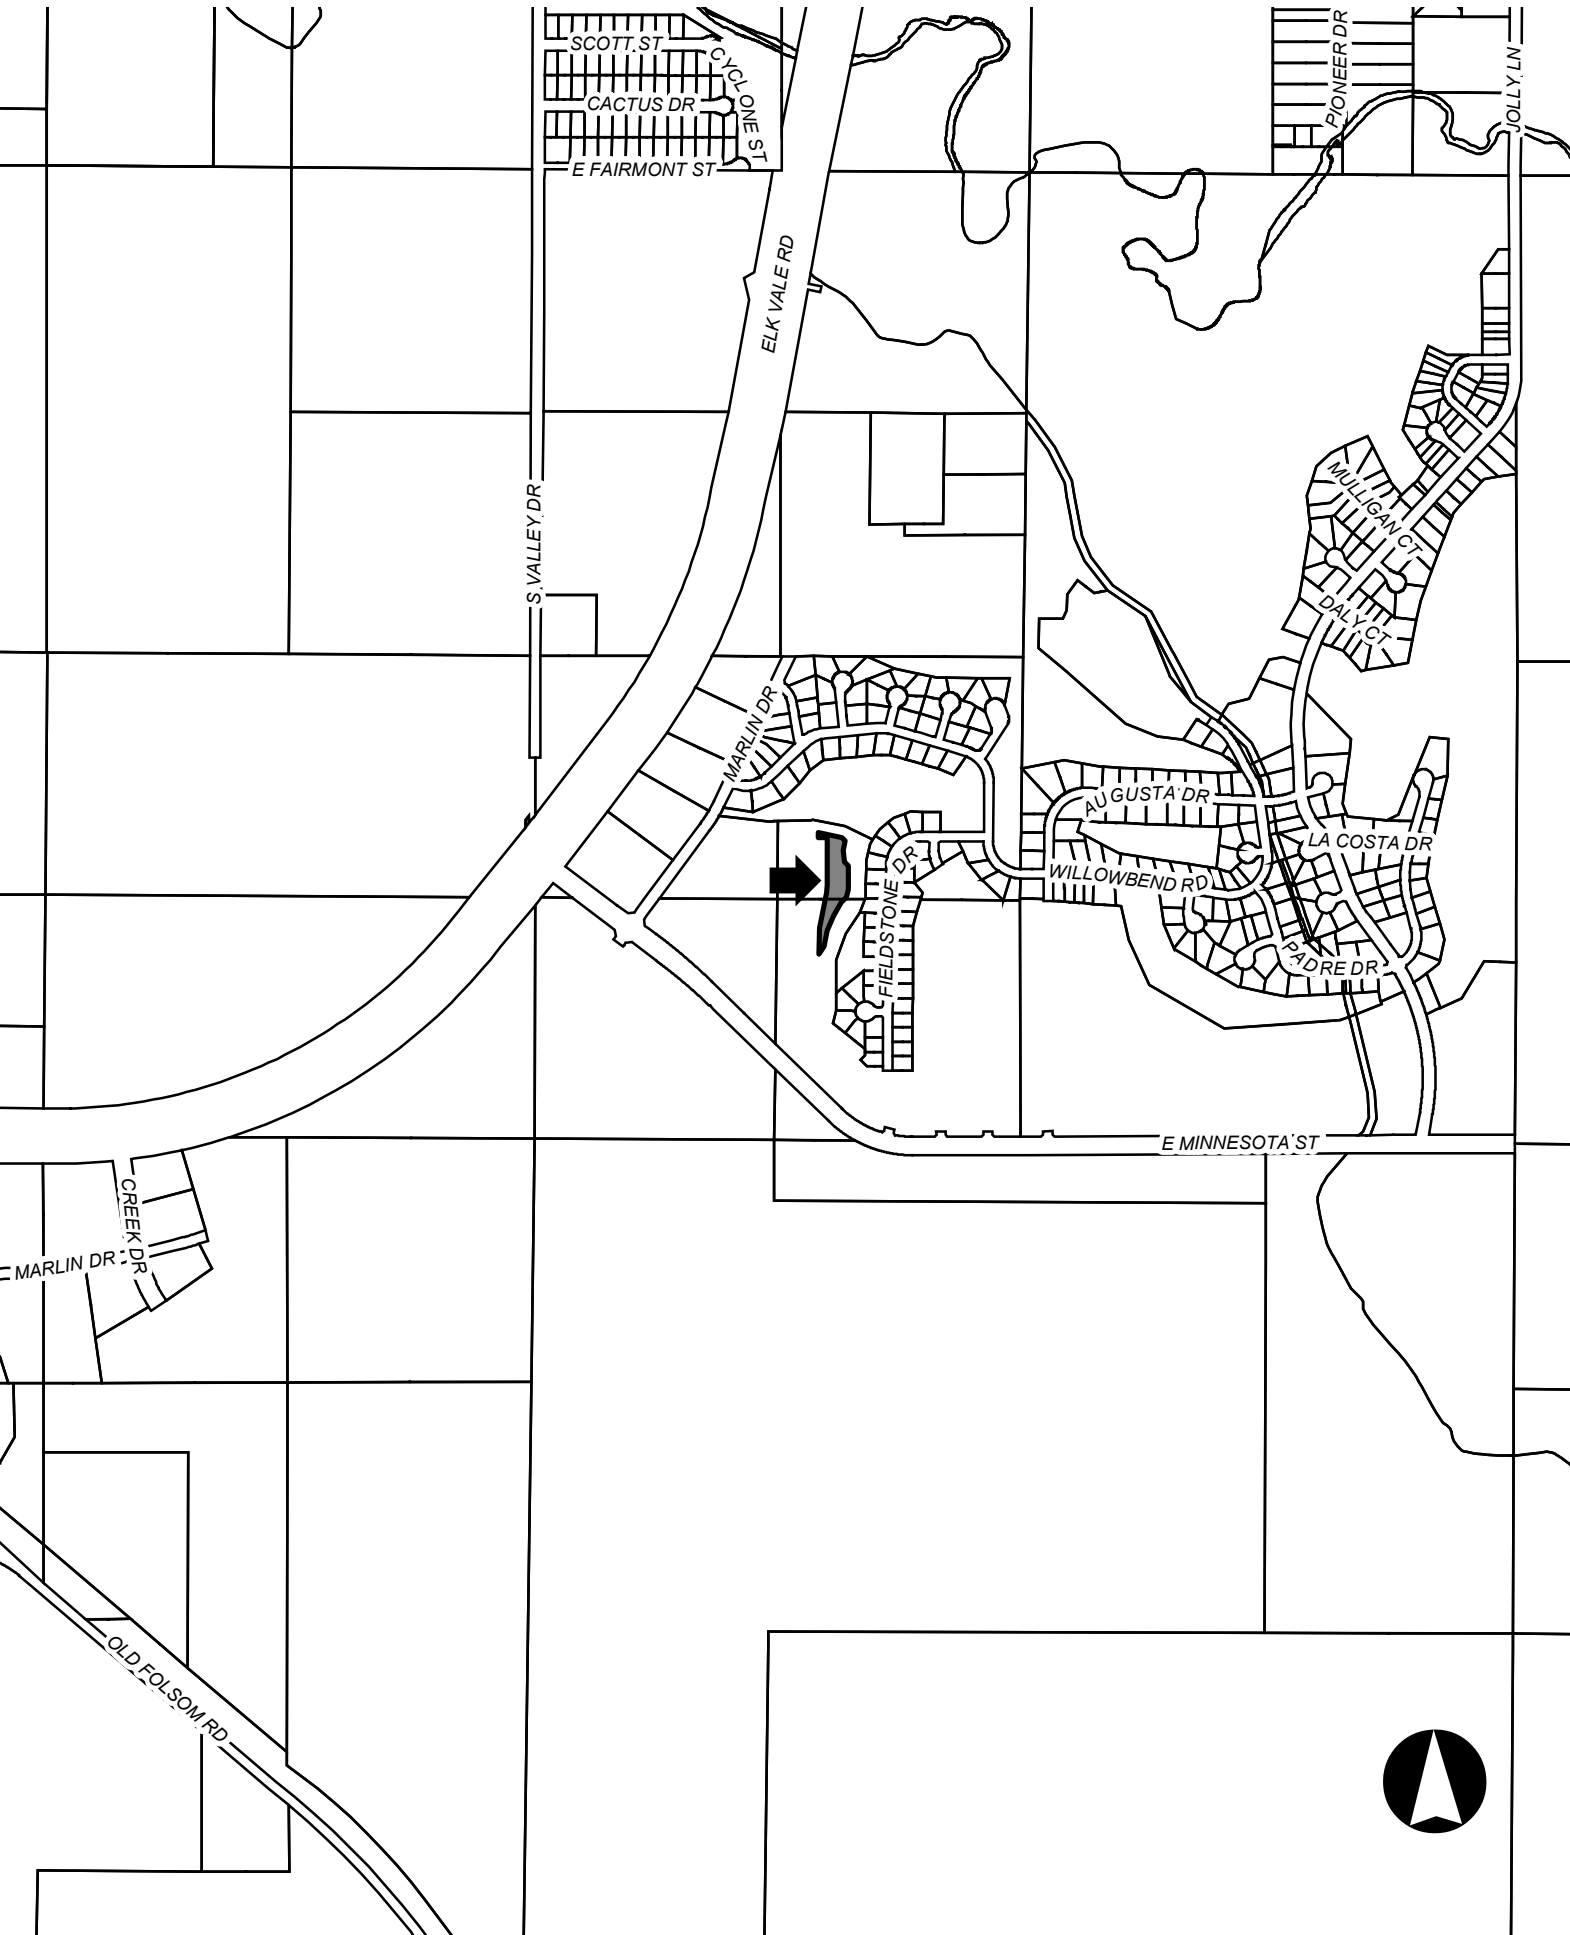 SCOTT ST
CYCLONE ST
PIONEER DR
JOLLY LN
CACTUS DR
E FAIRMONT ST
ELK VALE RD
S VALLEY DR
MULLIGAN CT
DALY CT
MARLIN DR
AUGUSTA DR
LA COSTA DR
WILLOWBEND RD
FIELDSTONE DR
PADRE DR
E MINNESOTA ST
CREEK DR
MARLIN DR
OLD FOLSOM RD